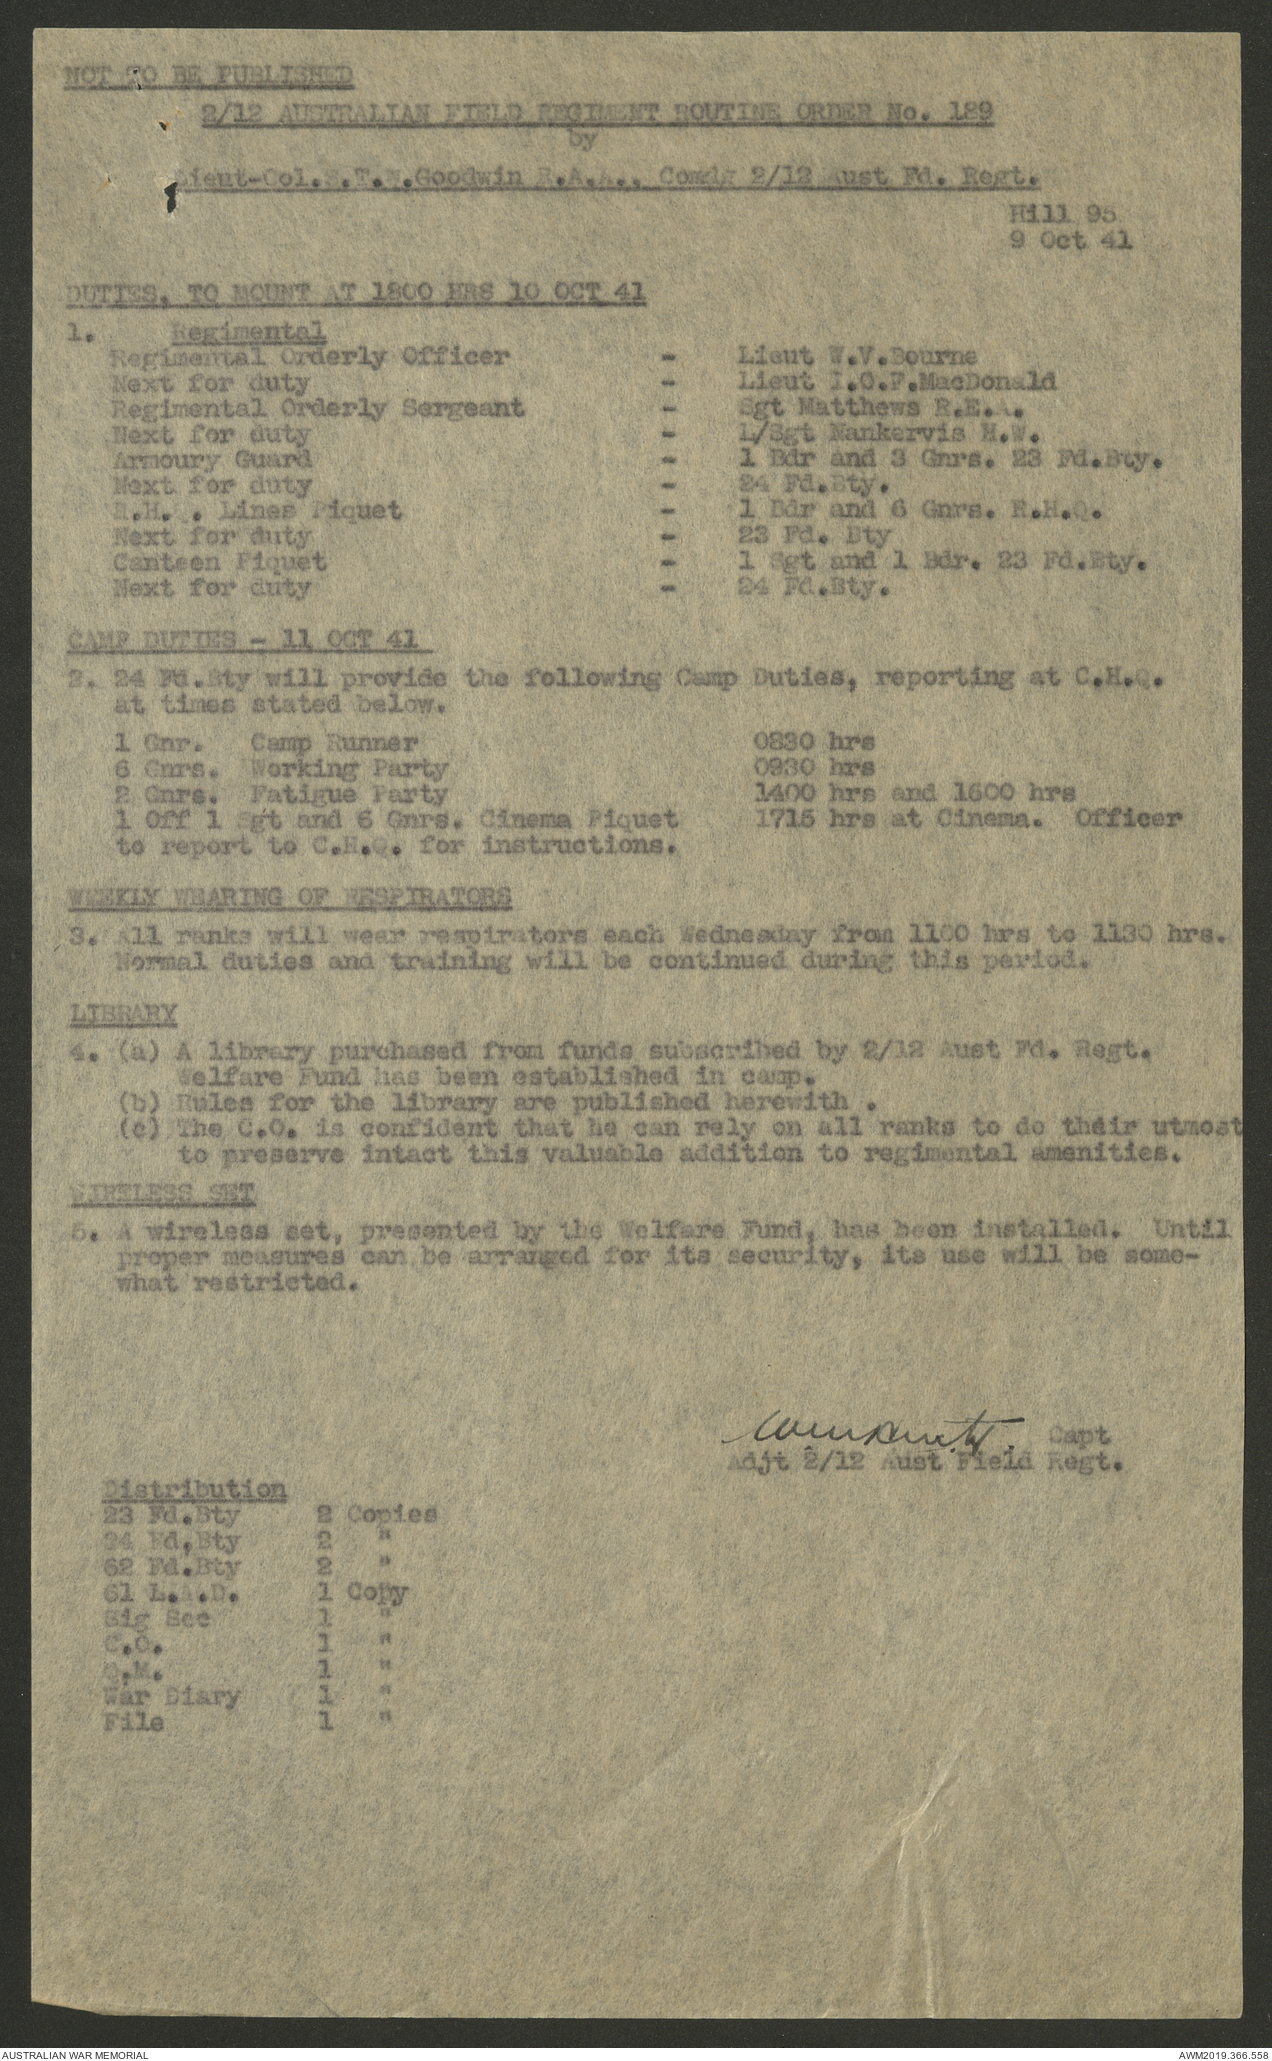 NOT TO BE PUBLISHED
2/12 AUSTRALIAN FIELD REGIMENT ROUTINE ORDER No. 189
by
Lieut-Col.S.T.W.Goodwin R.A.A., Comdg 2/12 Aust Fd. Regt.
Hill 95
9 Oct 41
DUTIES, TO MOUNT AT 1800 HRS 10 OCT 41
1. Regimental
Regimental Orderly Officer - Lieut W.V.Bourne
Next for duty - Lieut I.O.F.MacDonald
Regimental Orderly Sergeant - Sgt Matthews R.E.A.
Next for duty - L/Sgt Nankervis H.W.
Armoury Guard - 1 Bdr and 3 Gnrs. 23 Fd.Bty.
Next for duty - 24 Fd.Bty.
R.H.Q. Lines Piquet - 1 Bdr and 6 Gnrs. R.H.Q.
Next for duty - 23 Fd. Bty
Canteen Piquet - 1 Sgt and 1 Bdr. 23 Fd.Bty.
Next for duty - 24 Fd.Bty.
CAMP DUTIES - 11 OCT 41
2. 24 Fd.Bty will provide the following Camp Duties, reporting at C.H.Q.
at times stated below.
1 Gnr. Camp Runner 0830 hrs
6 Gnrs. Working Party 0930 hrs
2 Gnrs. Fatigue Party 1400 hrs and 1600 hrs
1 Off 1 Sgt and 6 Gnrs. Cinema Piquet 1715 hrs at Cinema. Officer
to report to C.H.Q. for instructions.
WEEKLY WEARING OF RESPIRATORS
3. All ranks will wear respirators each Wednesday from 1100 hrs to 1130 hrs.
Normal duties and training will be continued during this period.
LIBRARY
4. (a) A library purchased from funds subscribed by 2/12 Aust Fd. Regt.
Welfare Fund has been established in camp.
(b) Rules for the library are published herewith .
(c) The C.O. is confident that he can rely on all ranks to do their utmost
to preserve intact this valuable addition to regimental amenities.
WIRELESS SET
5. A wireless set, presented by the Welfare Fund, has been installed. Until
proper measures can be arranged for its security, its use will be some-
what restricted.
Capt
Adjt 2/12 Aust Field Regt.
Distribution
23 Fd.Bty 2 Copies
24 Fd.Bty 2 "
62 Fd.Bty 2 "
61 L.A.D. 1 Copy
Sig Sec 1 "
C.O. 1 "
Q.M. 1 "
War Diary 1 "
File 1 "
AUSTRALIAN WAR MEMORIAL
AWM2019.366.558